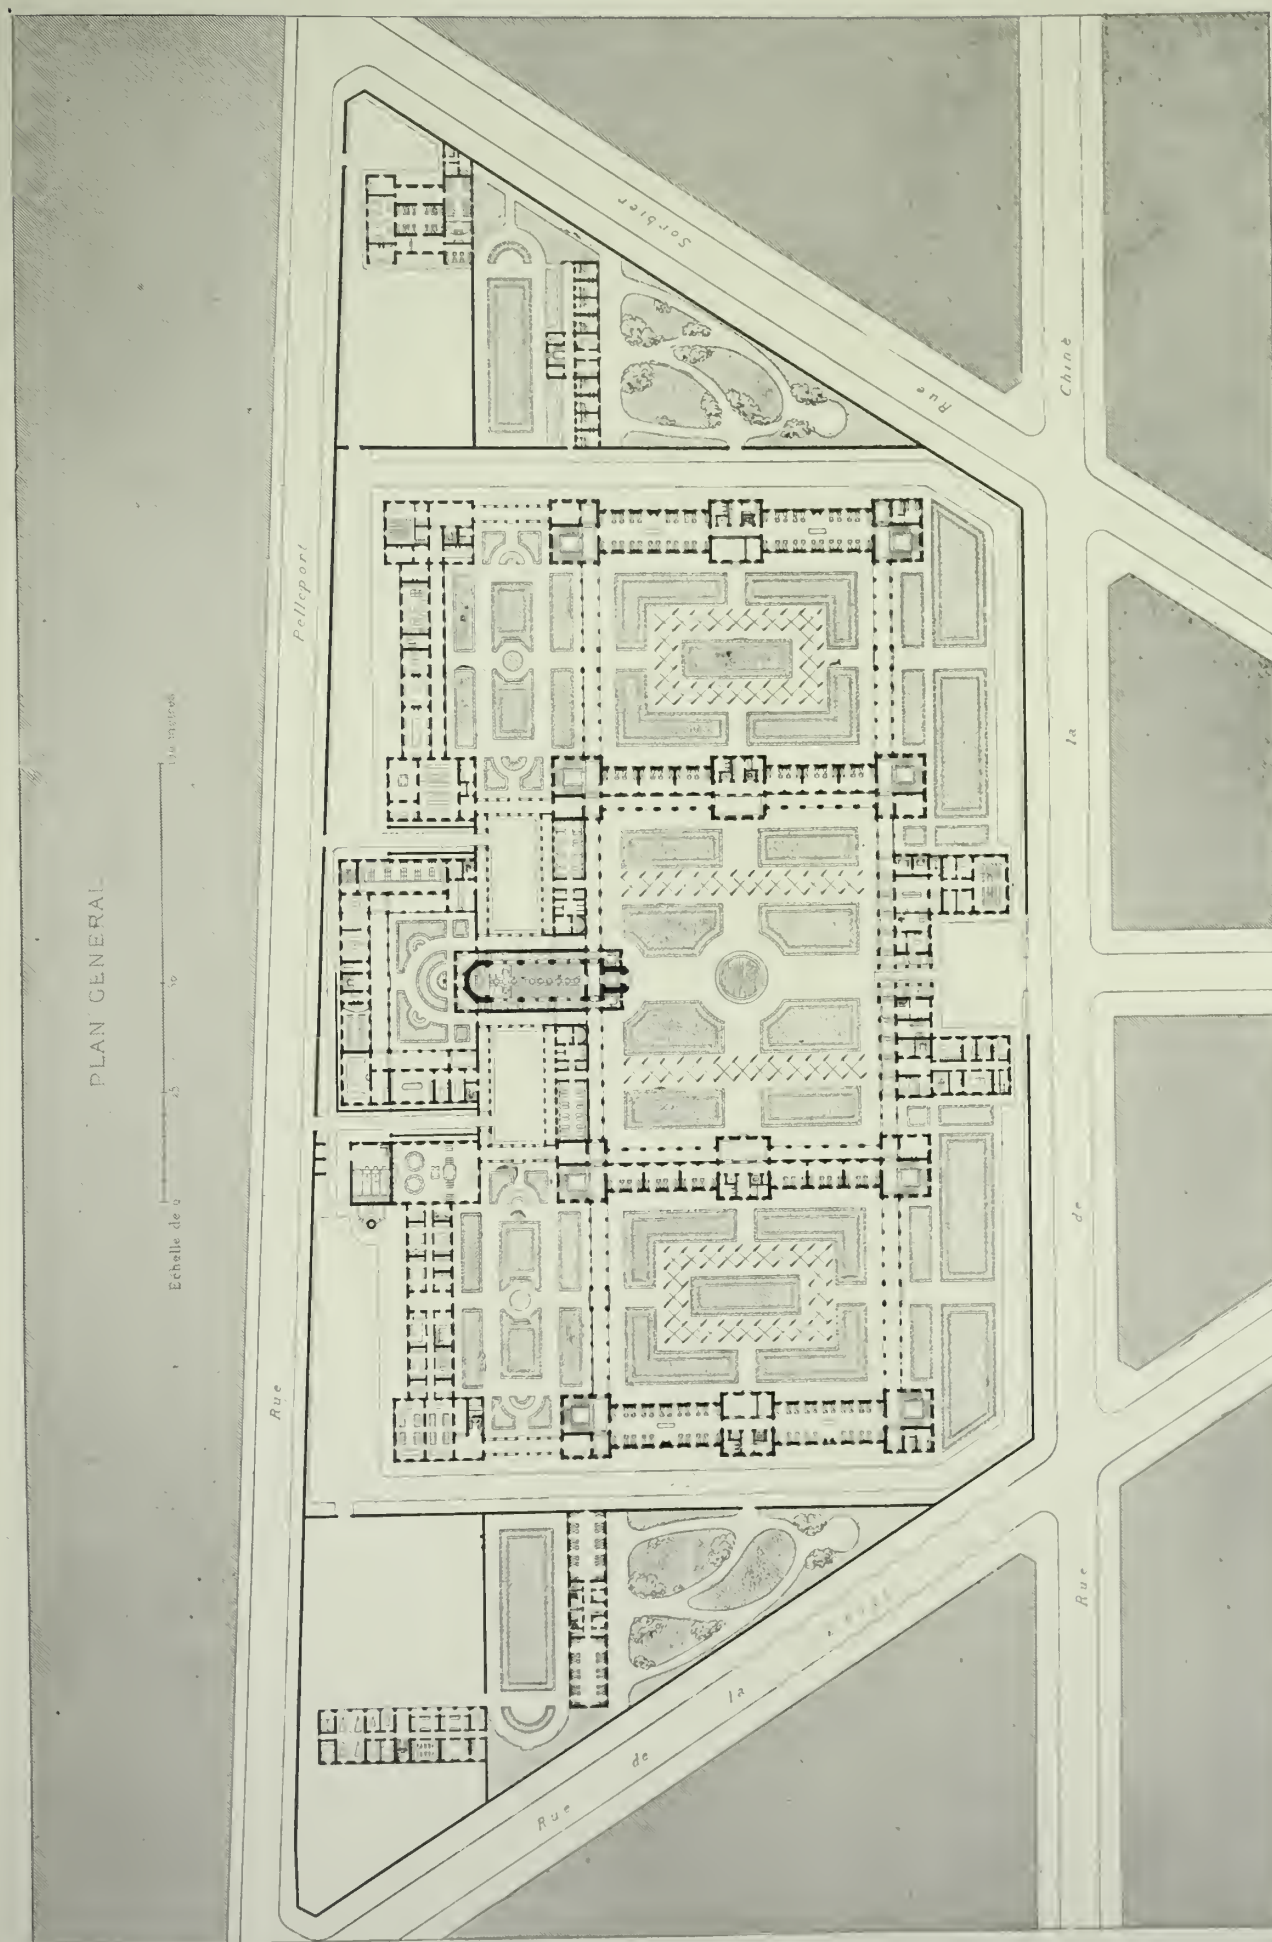 PLAN GENERAL
Echelle de 0
25
50
100 metres
Rue Pelleport
Rue Sorbier
Rue de la Chine
Rue de la